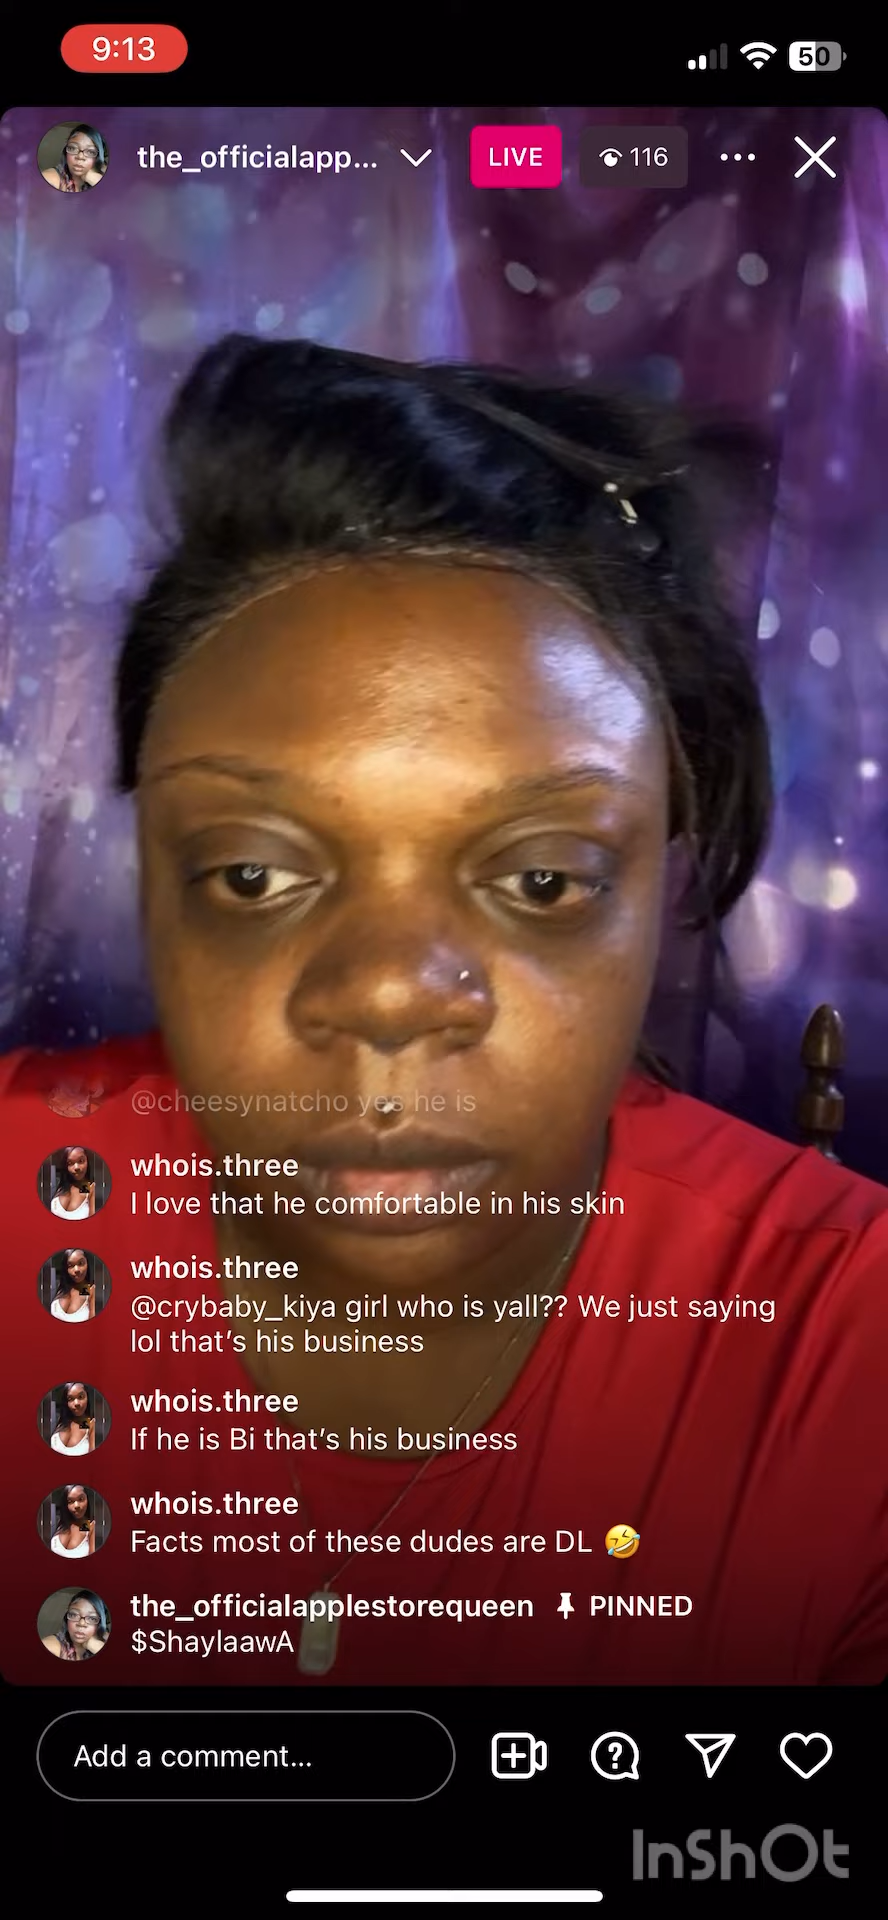 9:13
50
the_officialapp...
LIVE
116
@cheesynatcho yes he is
whois.three
I love that he comfortable in his skin
whois.three
@crybaby_kiya girl who is yall?? We just saying
lol that's his business
whois.three
If he is Bi that's his business
whois.three
Facts most of these dudes are DL 🤣
the_officialapplestorequeen PINNED
$ShaylaawA
Add a comment...
InShOt